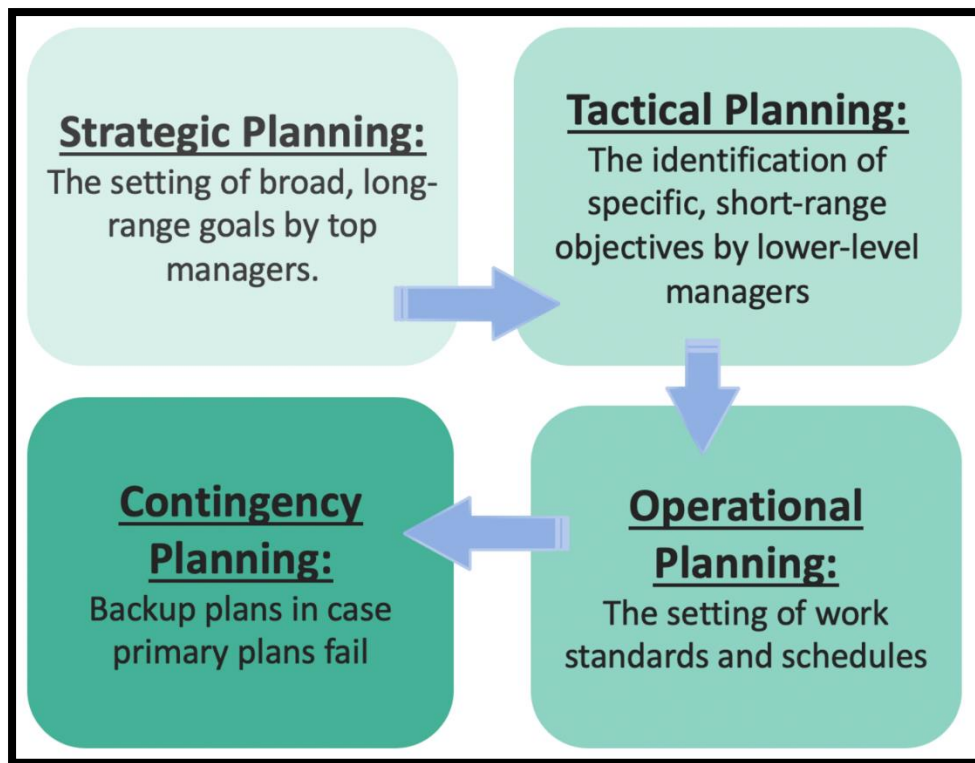 Strategic Planning:
The setting of broad, long-
range goals by top
managers.
Tactical Planning:
The identification of
specific, short-range
objectives by lower-level
managers
Operational
Planning:
The setting of work
standards and schedules
Contingency
Planning:
Backup plans in case
primary plans fail